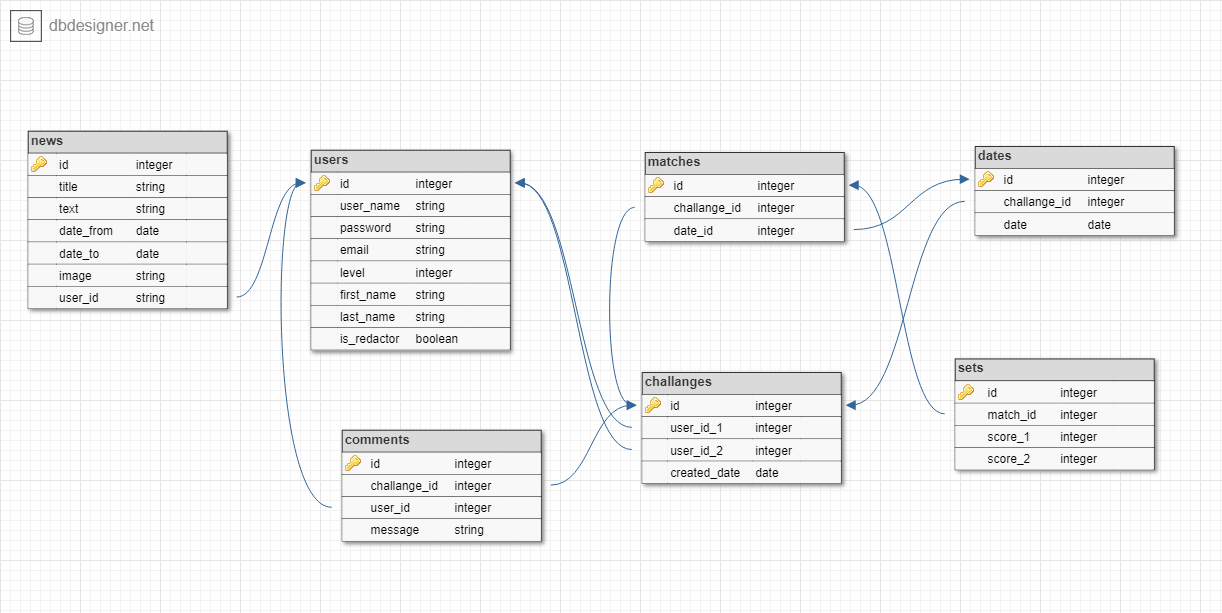 dbdesigner.net
news
id integer
title string
text string
date_from date
date_to date
image string
user_id string
users
id integer
user_name string
password string
email string
level integer
first_name string
last_name string
is_redactor boolean
matches
id integer
challange_id integer
date_id integer
dates
id integer
challange_id integer
date date
comments
id integer
challange_id integer
user_id integer
message string
challanges
id integer
user_id_1 integer
user_id_2 integer
created_date date
sets
id integer
match_id integer
score_1 integer
score_2 integer